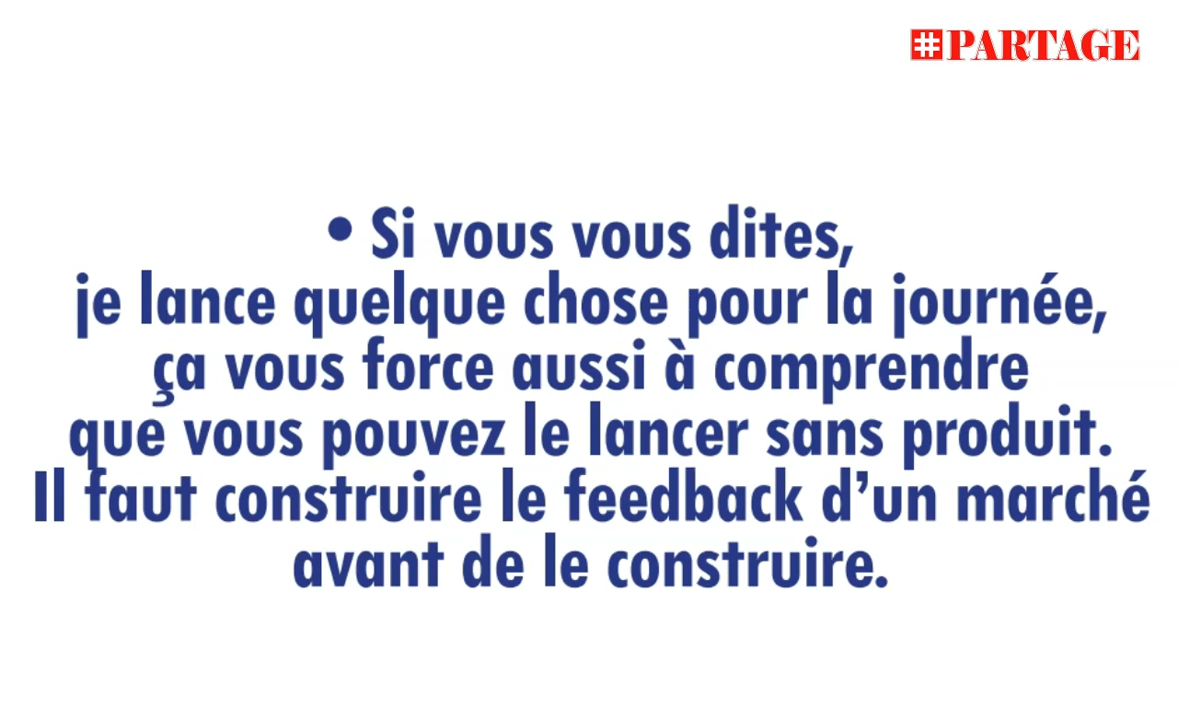 #PARTAGE
• Si vous vous dites,
je lance quelque chose pour la journée,
ça vous force aussi à comprendre
que vous pouvez le lancer sans produit.
Il faut construire le feedback d’un marché
avant de le construire.